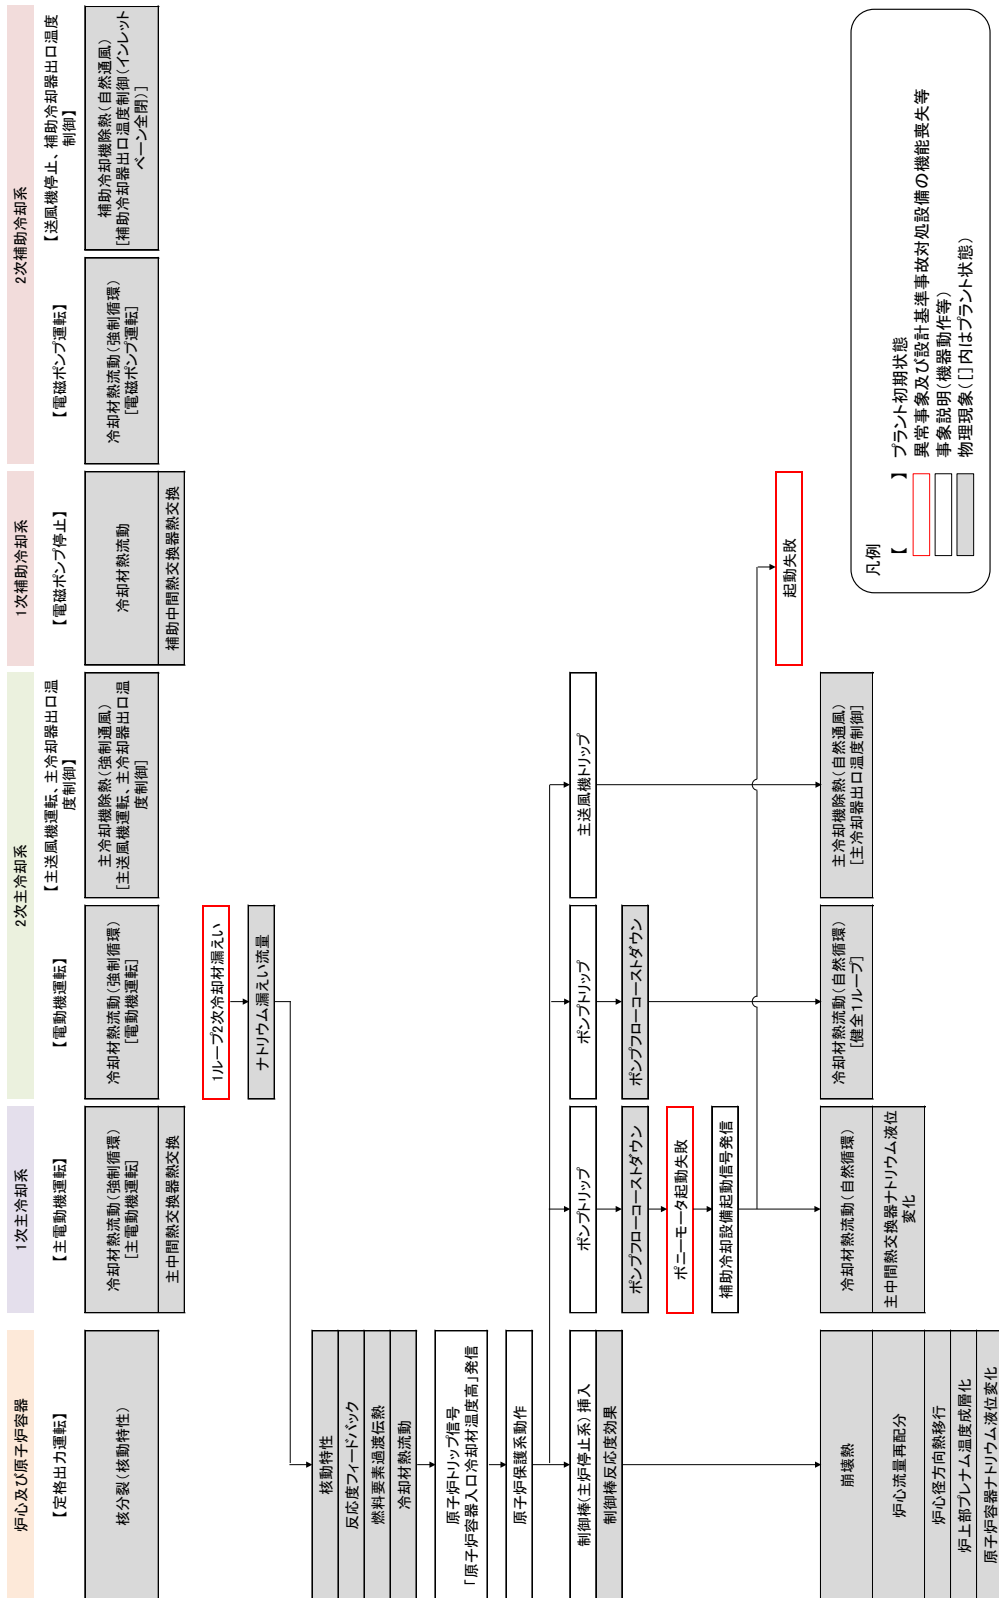 炉心及び原子炉容器
1次主冷却系
2次主冷却系
1次補助冷却系
2次補助冷却系
【定格出力運転】
【主電動機運転】
【電動機運転】
【主送風機運転、主冷却器出口温
度制御】
【電磁ポンプ停止】
【電磁ポンプ運転】
【送風機停止、補助冷却器出口温度
制御】
核分裂(核動特性)
冷却材熱流動(強制循環)
[主電動機運転]
主中間熱交換器熱交換
冷却材熱流動(強制循環)
[電動機運転]
主冷却機除熱(強制通風)
[主送風機運転、主冷却器出口温
度制御]
冷却材熱流動
補助中間熱交換器熱交換
冷却材熱流動(強制循環)
[電磁ポンプ運転]
補助冷却機除熱(自然通風)
[補助冷却器出口温度制御(インレット
ベーン全閉)]
1ループ2次冷却材漏えい
ナトリウム漏えい流量
核動特性
反応度フィードバック
燃料要素過渡伝熱
冷却材熱流動
原子炉トリップ信号
「原子炉容器入口冷却材温度高」発信
原子炉保護系動作
制御棒(主炉停止系)挿入
制御棒反応度効果
ポンプトリップ
ポンプフローコーストダウン
ポニーモータ起動失敗
補助冷却設備起動信号発信
ポンプトリップ
ポンプフローコーストダウン
主送風機トリップ
起動失敗
崩壊熱
炉心流量再配分
炉心径方向熱移行
炉上部プレナム温度成層化
原子炉容器ナトリウム液位変化
冷却材熱流動(自然循環)
主中間熱交換器ナトリウム液位
変化
冷却材熱流動(自然循環)
[健全1ループ]
主冷却機除熱(自然通風)
[主冷却器出口温度制御]
凡例
【 】 プラント初期状態
異常事象及び設計基準事故対処設備の機能喪失等
事象説明(機器動作等)
物理現象([]内はプラント状態)